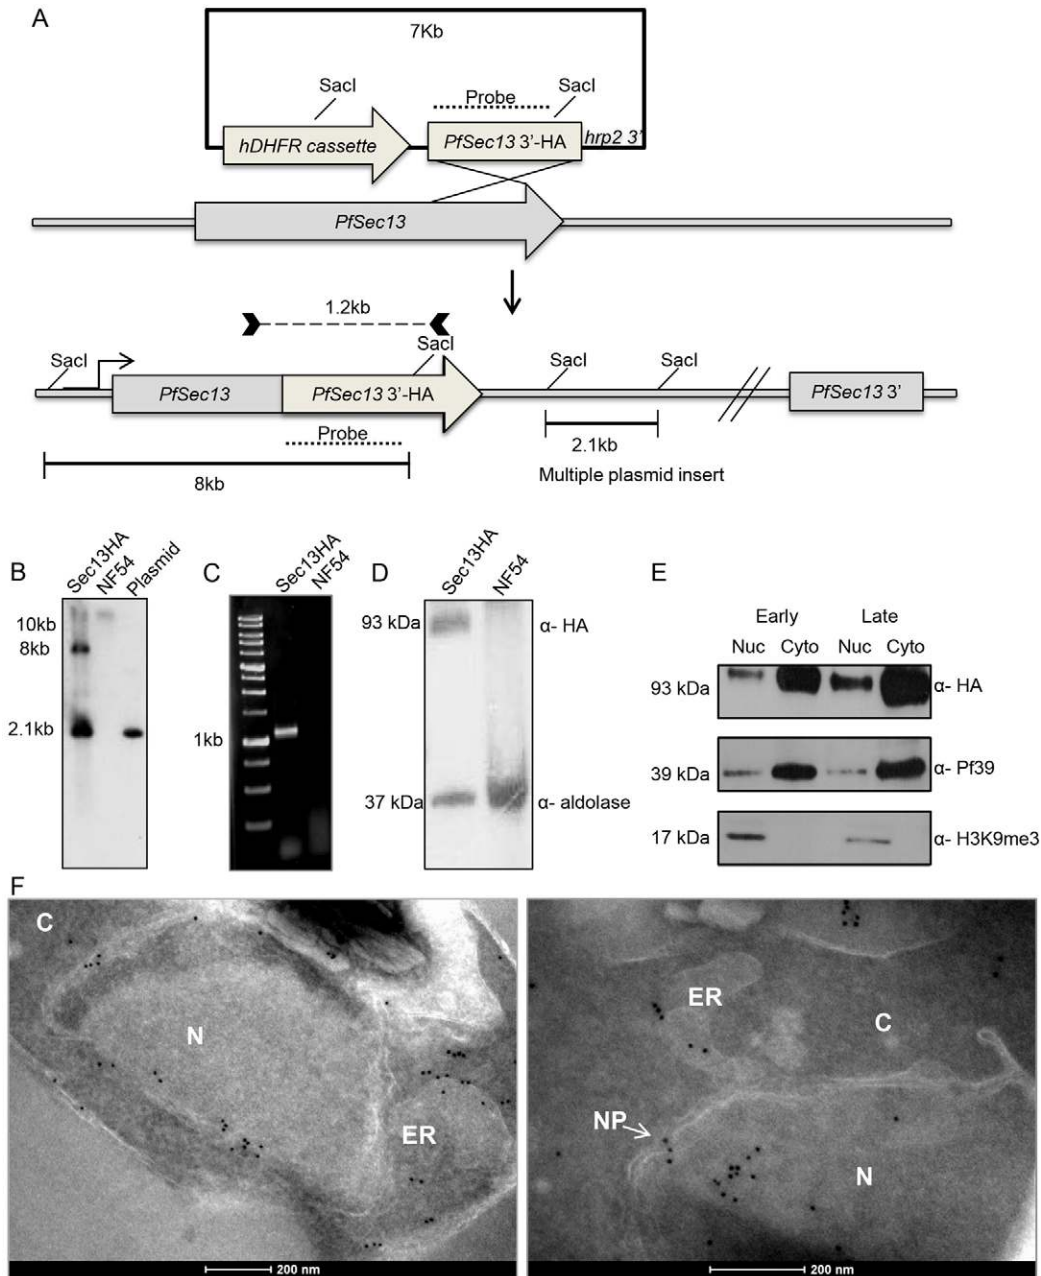 A
7Kb
SacI
Probe
SacI
hDHFR cassette
PfSec13 3'-HA
hrp2 3'
PfSec13
1.2kb
SacI
SacI
SacI
SacI
PfSec13
PfSec13 3'-HA
PfSec13 3'
Probe
2.1kb
8kb
Multiple plasmid insert
B
Sec13HA
NF54
Plasmid
10kb
8kb
2.1kb
C
Sec13HA
NF54
1kb
D
Sec13HA
NF54
93 kDa
α- HA
37 kDa
α- aldolase
E
Early
Late
Nuc Cyto Nuc Cyto
93 kDa
α- HA
39 kDa
α- Pf39
17 kDa
α- H3K9me3
F
C
N
ER
200 nm
ER
C
NP
N
200 nm